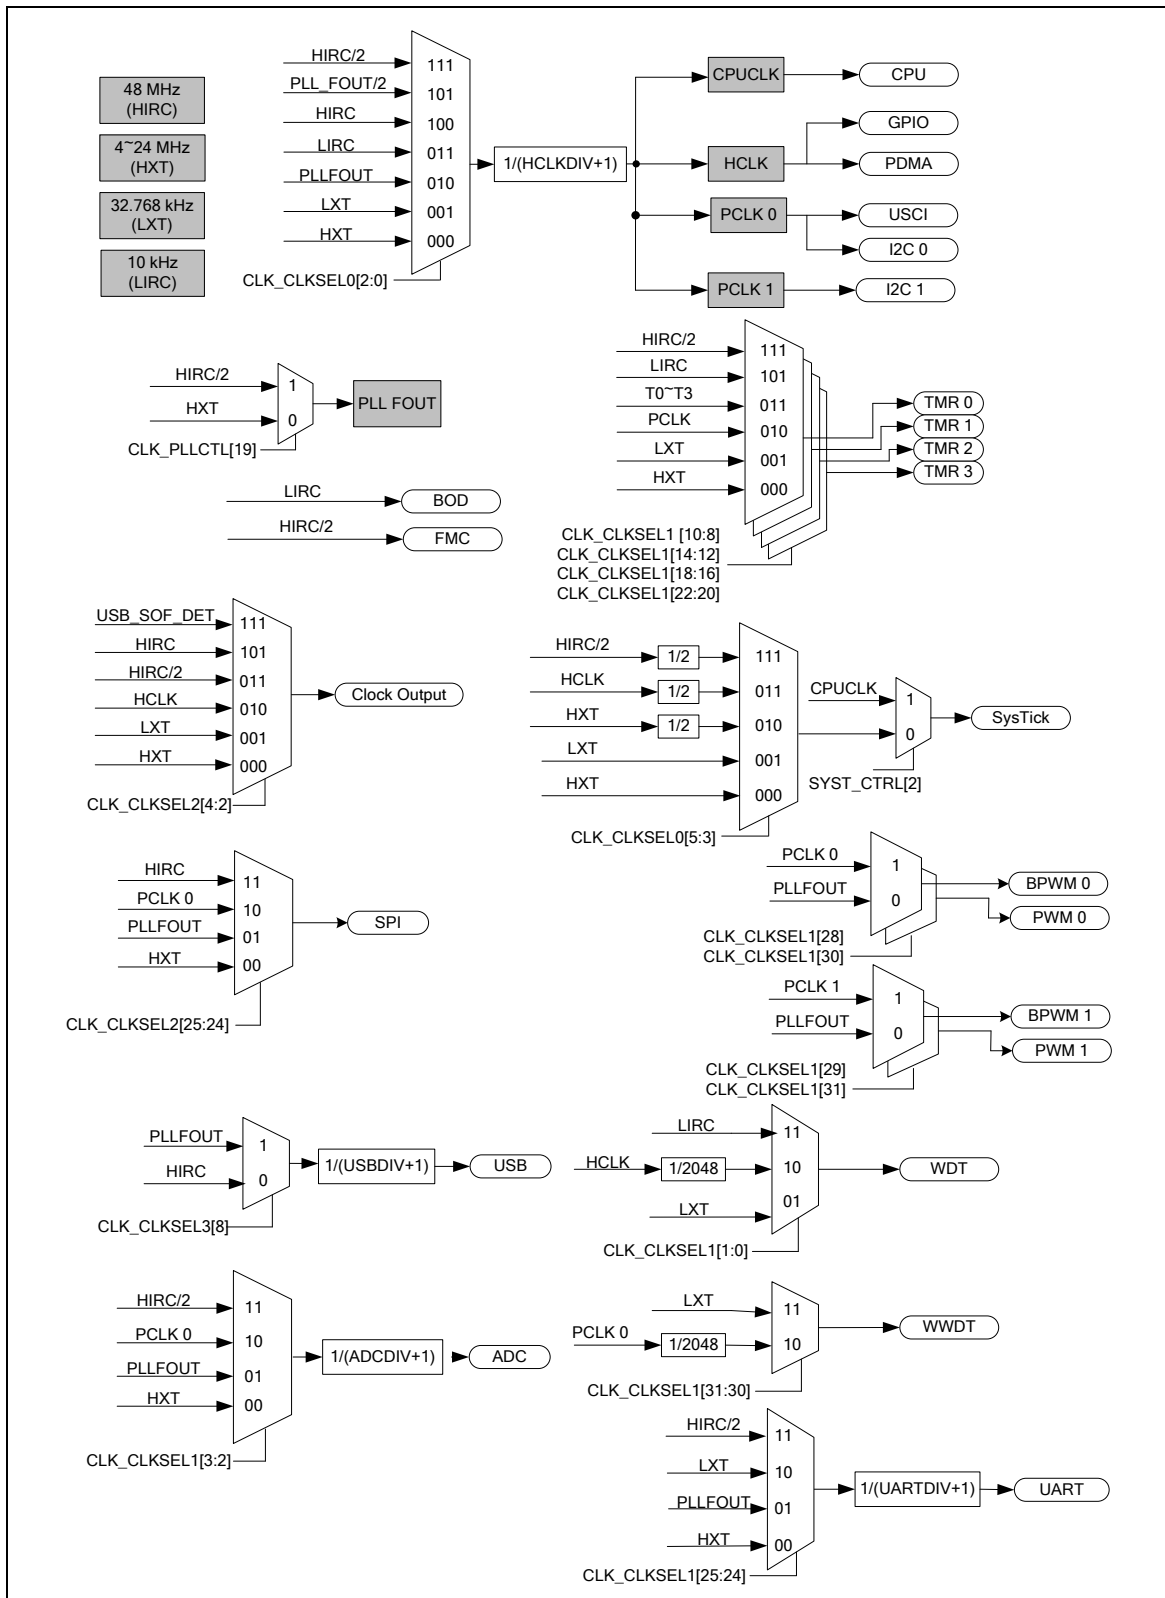 48 MHz
(HIRC)
4~24 MHz
(HXT)
32.768 kHz
(LXT)
10 kHz
(LIRC)
HIRC/2
PLL_FOUT/2
HIRC
LIRC
PLLFOUT
LXT
HXT
111
101
100
011
010
001
000
CLK_CLKSEL0[2:0]
1/(HCLKDIV+1)
CPUCLK
CPU
HCLK
GPIO
PDMA
PCLK 0
USCI
I2C 0
PCLK 1
I2C 1
HIRC/2
HXT
1
0
PLL FOUT
CLK_PLLCTL[19]
LIRC
BOD
HIRC/2
FMC
HIRC/2
LIRC
T0~T3
PCLK
LXT
HXT
111
101
011
010
001
000
TMR 0
TMR 1
TMR 2
TMR 3
CLK_CLKSEL1 [10:8]
CLK_CLKSEL1[14:12]
CLK_CLKSEL1[18:16]
CLK_CLKSEL1[22:20]
USB_SOF_DET
HIRC
HIRC/2
HCLK
LXT
HXT
111
101
011
010
001
000
Clock Output
CLK_CLKSEL2[4:2]
HIRC/2
HCLK
HXT
LXT
HXT
1/2
1/2
1/2
111
011
010
001
000
CLK_CLKSEL0[5:3]
CPUCLK
1
0
SysTick
SYST_CTRL[2]
HIRC
PCLK 0
PLLFOUT
HXT
11
10
01
00
SPI
CLK_CLKSEL2[25:24]
PCLK 0
PLLFOUT
1
0
BPWM 0
PWM 0
CLK_CLKSEL1[28]
CLK_CLKSEL1[30]
PCLK 1
PLLFOUT
1
0
BPWM 1
PWM 1
CLK_CLKSEL1[29]
CLK_CLKSEL1[31]
PLLFOUT
HIRC
1
0
1/(USBDIV+1)
USB
CLK_CLKSEL3[8]
LIRC
HCLK
1/2048
LXT
11
10
01
WDT
CLK_CLKSEL1[1:0]
HIRC/2
PCLK 0
PLLFOUT
HXT
11
10
01
00
1/(ADCDIV+1)
ADC
CLK_CLKSEL1[3:2]
LXT
PCLK 0
1/2048
11
10
WWDT
CLK_CLKSEL1[31:30]
HIRC/2
LXT
PLLFOUT
HXT
11
10
01
00
1/(UARTDIV+1)
UART
CLK_CLKSEL1[25:24]